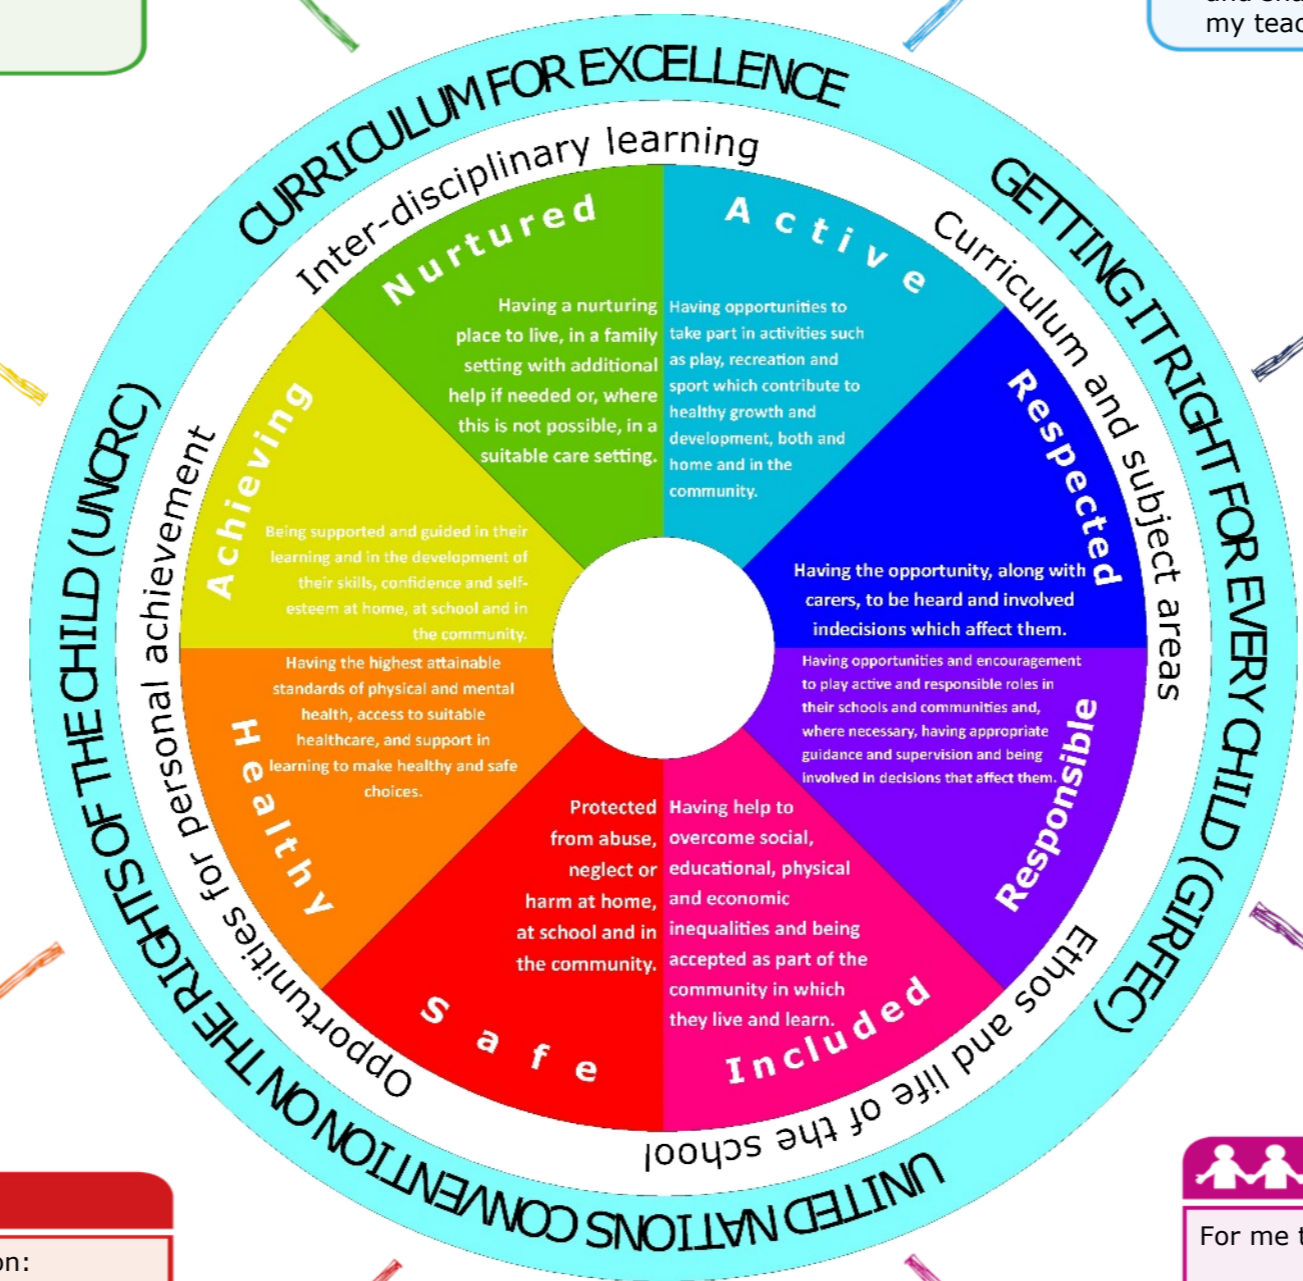 my teac
CURRICULUM FOR EXCELLENCE
GETTING IT RIGHT FOR EVERY CHILD (GIRFEC)
UNITED NATIONS CONVENTION ON THE RIGHTS OF THE CHILD (UNCRC)
Inter-disciplinary learning
Curriculum and subject areas
Ethos and life of the school
Opportunities for personal achievement
Nurtured
Having a nurturing
place to live, in a family
setting with additional
help if needed or, where
this is not possible, in a
suitable care setting.
Active
Having opportunities to
take part in activities such
as play, recreation and
sport which contribute to
healthy growth and
development, both and
home and in the
community.
Respected
Having the opportunity, along with
carers, to be heard and involved
indecisions which affect them.
Responsible
Having opportunities and encouragement
to play active and responsible roles in
their schools and communities and,
where necessary, having appropriate
guidance and supervision and being
involved in decisions that affect them.
Included
Having help to
overcome social,
educational, physical
and economic
inequalities and being
accepted as part of the
community in which
they live and learn.
Safe
Protected
from abuse,
neglect or
harm at home,
at school and in
the community.
Healthy
Having the highest attainable
standards of physical and mental
health, access to suitable
healthcare, and support in
learning to make healthy and safe
choices.
Achieving
Being supported and guided in their
learning and in the development of
their skills, confidence and self-
esteem at home, at school and in
the community.
on:
For me t